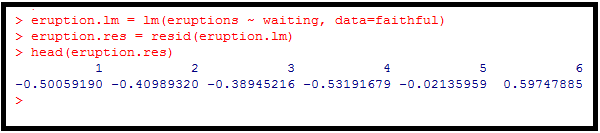 > eruption.lm = lm(eruptions ~ waiting, data=faithful)
> eruption.res = resid(eruption.lm)
> head(eruption.res)
1 2 3 4 5 6
-0.50059190 -0.40989320 -0.38945216 -0.53191679 -0.02135959 0.59747885
>